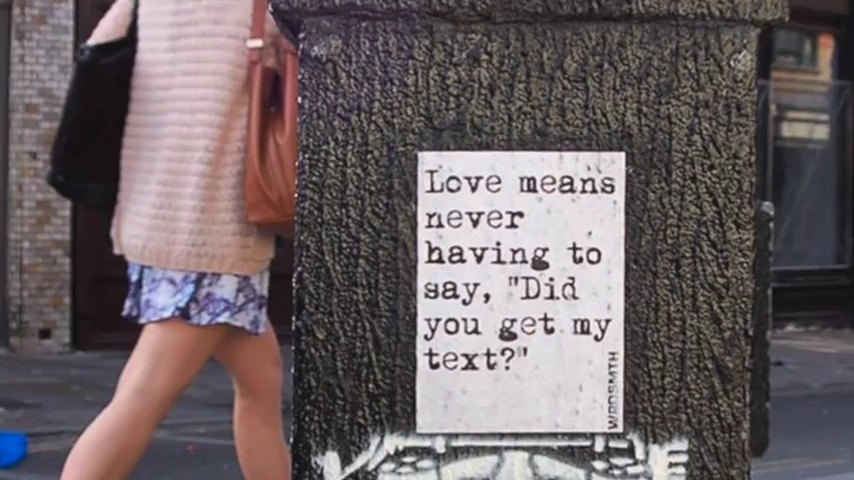 Love means
never
having to
say, "Did
you get my
text?"
WRDSMTH